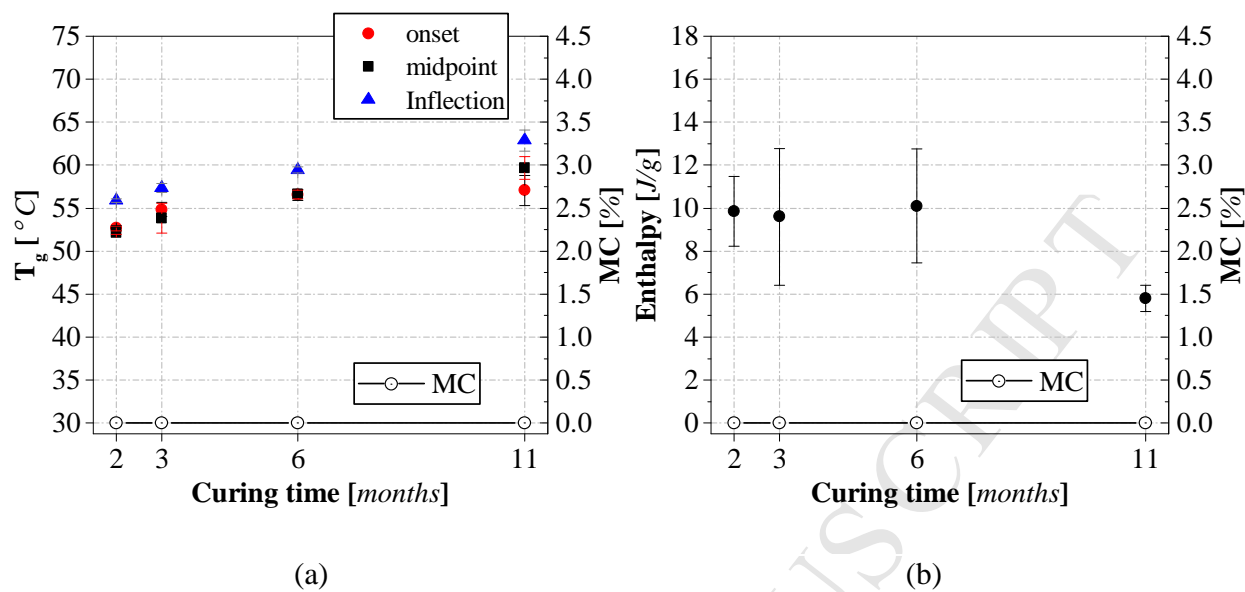 onset
midpoint
Inflection
75
70
65
60
55
50
45
40
35
30
T_g [°C]
4.5
4.0
3.5
3.0
2.5
2.0
1.5
1.0
0.5
0.0
MC [%]
MC
2 3 6 11
Curing time [months]
(a)
18
16
14
12
10
8
6
4
2
0
Enthalpy [J/g]
4.5
4.0
3.5
3.0
2.5
2.0
1.5
1.0
0.5
0.0
MC [%]
MC
2 3 6 11
Curing time [months]
(b)
USCRIPT